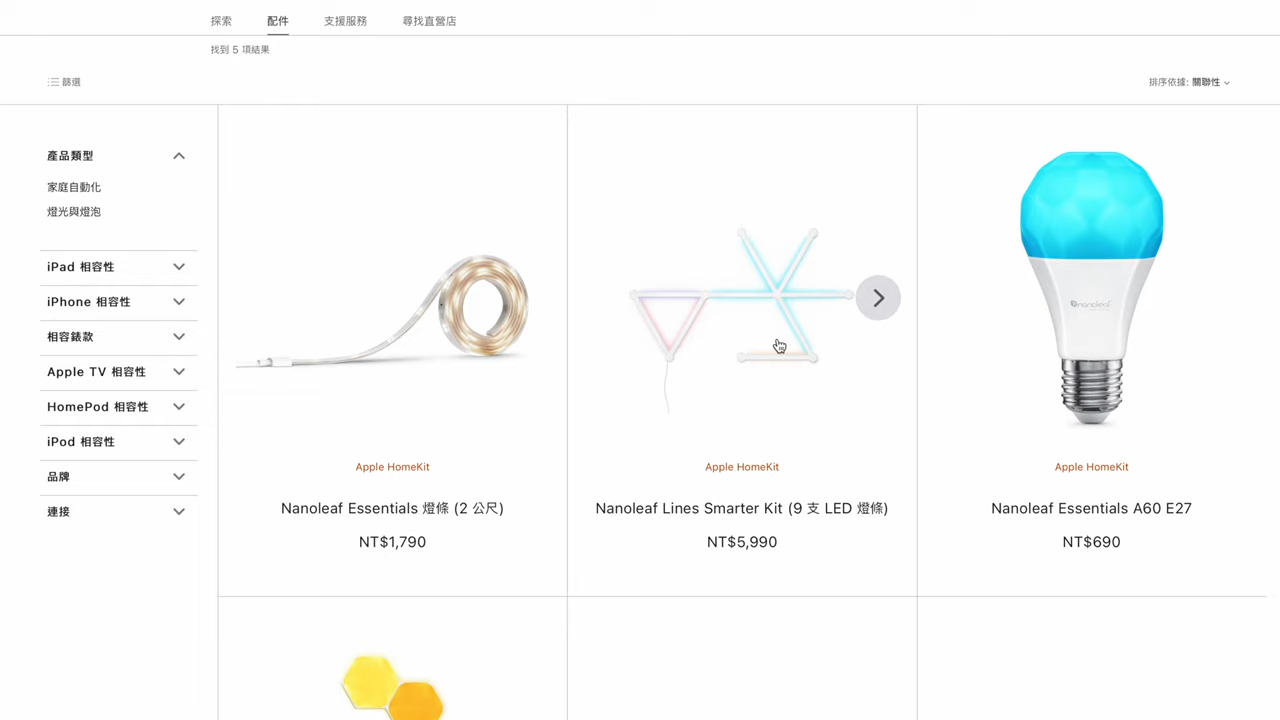 探索
配件
支援服務
尋找直營店
找到 5 項結果
篩選
排序依據: 關聯性
產品類型
家庭自動化
燈光與燈泡
iPad 相容性
iPhone 相容性
相容錶款
Apple TV 相容性
HomePod 相容性
iPod 相容性
品牌
連接
Apple HomeKit
Nanoleaf Essentials 燈條 (2 公尺)
NT$1,790
Apple HomeKit
Nanoleaf Lines Smarter Kit (9 支 LED 燈條)
NT$5,990
nanoleaf
Apple HomeKit
Nanoleaf Essentials A60 E27
NT$690